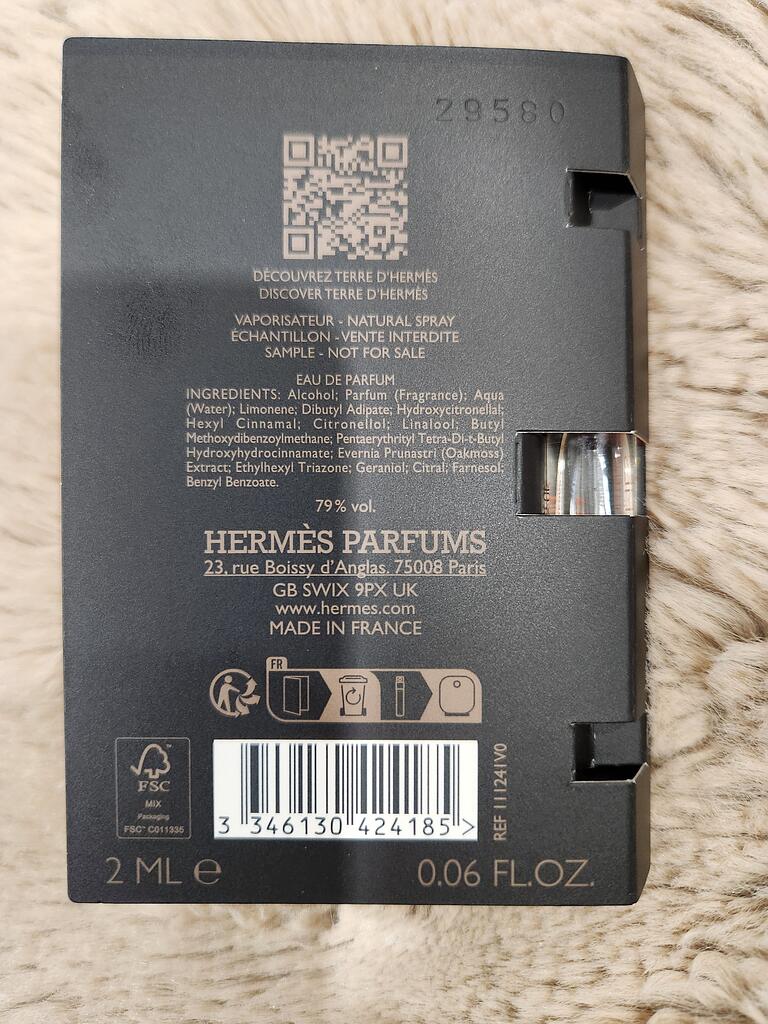 29580
DÉCOUVREZ TERRE D'HERMÈS
DISCOVER TERRE D'HERMÈS
VAPORISATEUR - NATURAL SPRAY
ÉCHANTILLON - VENTE INTERDITE
SAMPLE - NOT FOR SALE
EAU DE PARFUM
INGREDIENTS: Alcohol; Parfum (Fragrance); Aqua
(Water); Limonene; Dibutyl Adipate; Hydroxycitronellal;
Hexyl Cinnamal; Citronellol; Linalool; Butyl
Methoxydibenzoylmethane; Pentaerythrityl Tetra-Di-t-Butyl
Hydroxyhydrocinnamate; Evernia Prunastri (Oakmoss)
Extract; Ethylhexyl Triazone; Geraniol; Citral; Farnesol;
Benzyl Benzoate.
79% vol.
HERMÈS PARFUMS
23, rue Boissy d'Anglas. 75008 Paris
GB SWIX 9PX UK
www.hermes.com
MADE IN FRANCE
FR
FSC
MIX
Packaging
FSC™ C011335
3 346130 424185 >
REF 111241V0
2 ML e
0.06 FL.OZ.